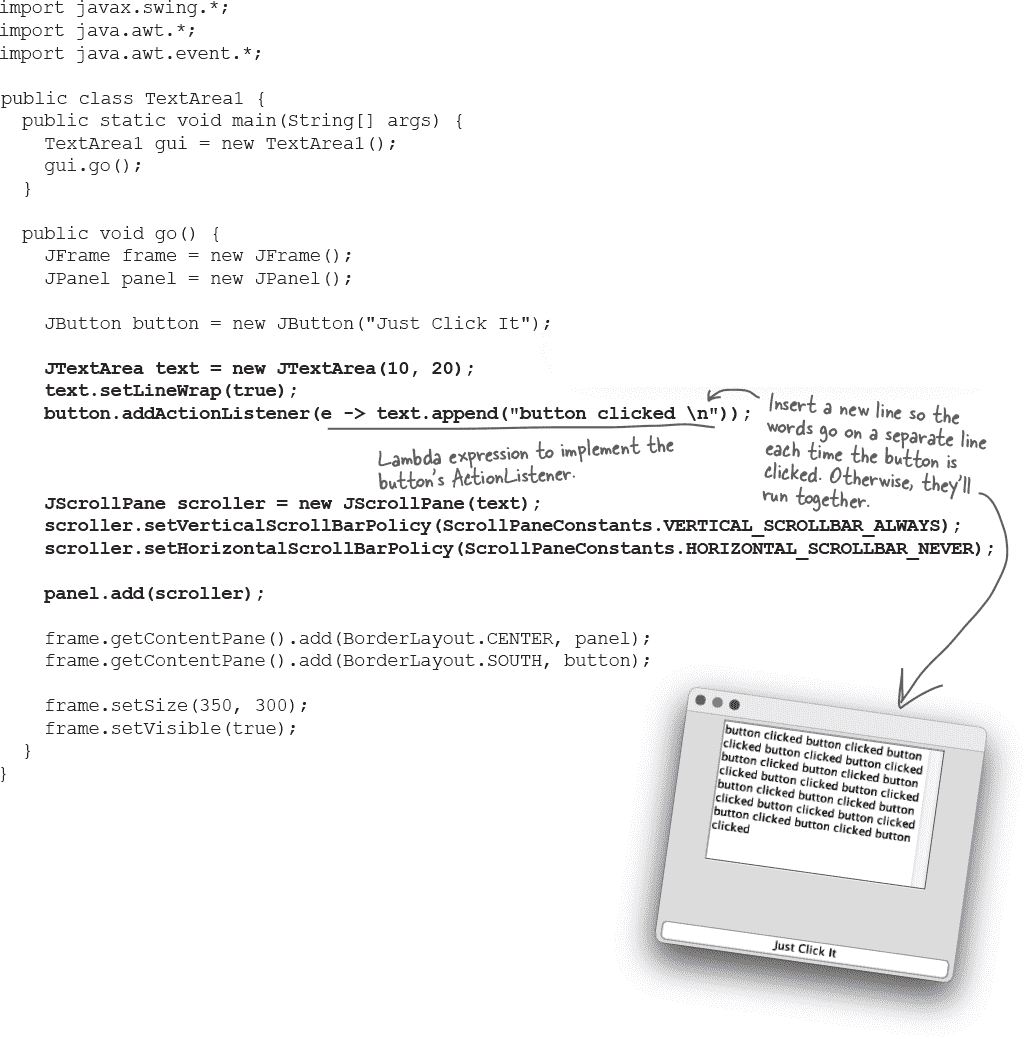 import javax.swing.*;
import java.awt.*;
import java.awt.event.*;
public class TextArea1 {
public static void main(String[] args) {
TextArea1 gui = new TextArea1();
gui.go();
}
public void go() {
JFrame frame = new JFrame();
JPanel panel = new JPanel();
JButton button = new JButton("Just Click It");
JTextArea text = new JTextArea(10, 20);
text.setLineWrap(true);
button.addActionListener(e -> text.append("button clicked \n"));
Insert a new line so the
words go on a separate line
each time the button is
clicked. Otherwise, they'll
run together.
Lambda expression to implement the
button's ActionListener.
JScrollPane scroller = new JScrollPane(text);
scroller.setVerticalScrollBarPolicy(ScrollPaneConstants.VERTICAL_SCROLLBAR_ALWAYS);
scroller.setHorizontalScrollBarPolicy(ScrollPaneConstants.HORIZONTAL_SCROLLBAR_NEVER);
panel.add(scroller);
frame.getContentPane().add(BorderLayout.CENTER, panel);
frame.getContentPane().add(BorderLayout.SOUTH, button);
frame.setSize(350, 300);
frame.setVisible(true);
}
}
button clicked button clicked button
clicked button clicked button clicked
button clicked button clicked button
clicked button clicked button clicked
button clicked button clicked button
clicked button clicked button clicked
button clicked button clicked button
clicked
Just Click It